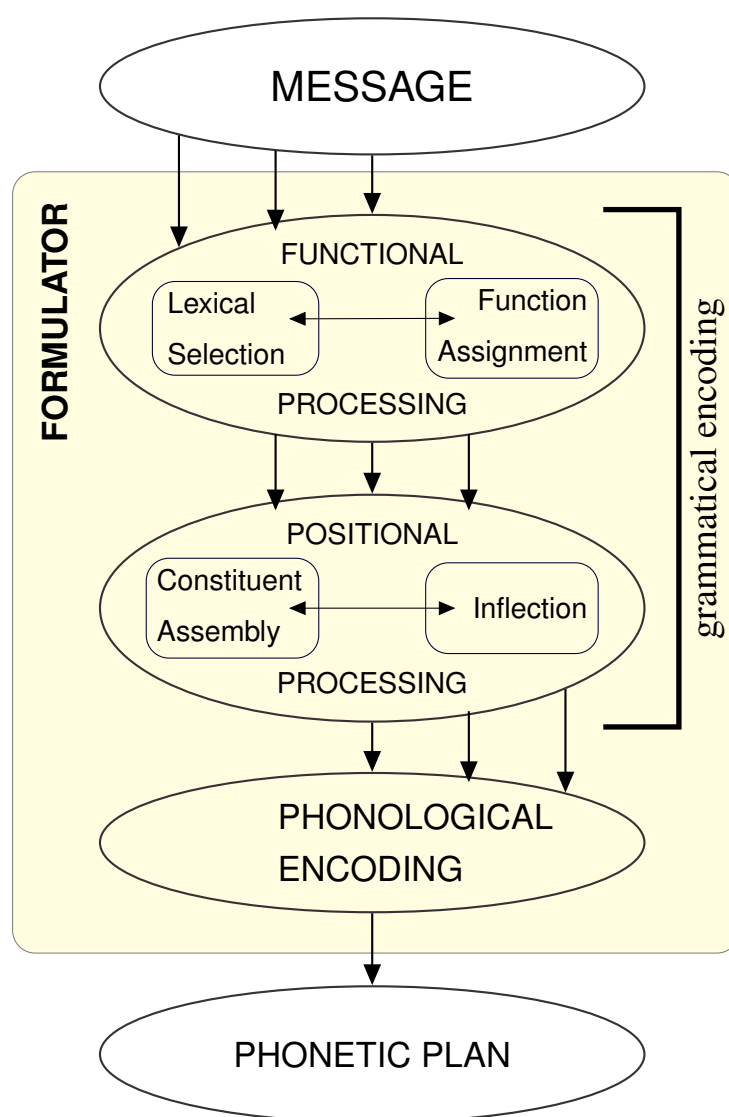 MESSAGE
FORMULATOR
FUNCTIONAL
Lexical
Selection
Function
Assignment
PROCESSING
grammatical encoding
POSITIONAL
Constituent
Assembly
Inflection
PROCESSING
PHONOLOGICAL
ENCODING
PHONETIC PLAN